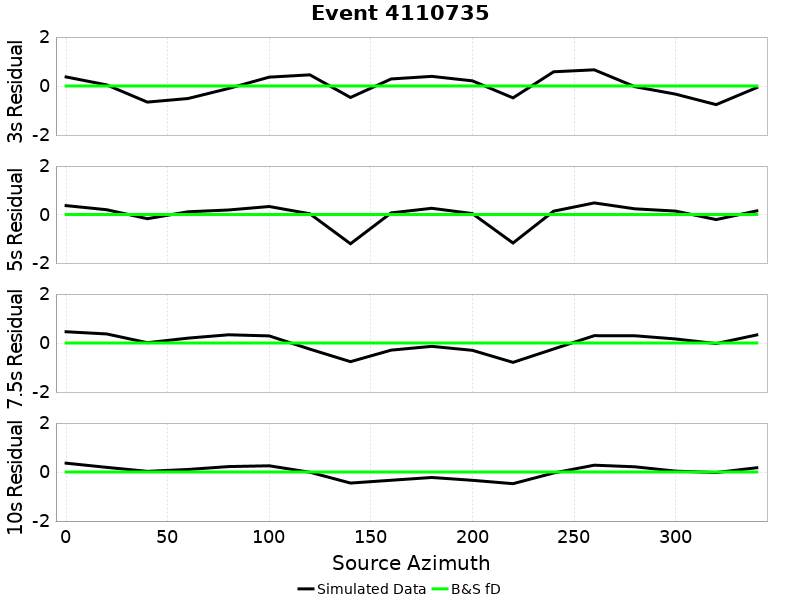 Event 4110735
3s Residual
2
0
-2
5s Residual
2
0
-2
7.5s Residual
2
0
-2
10s Residual
2
0
-2
0 50 100 150 200 250 300
Source Azimuth
Simulated Data B&S fD